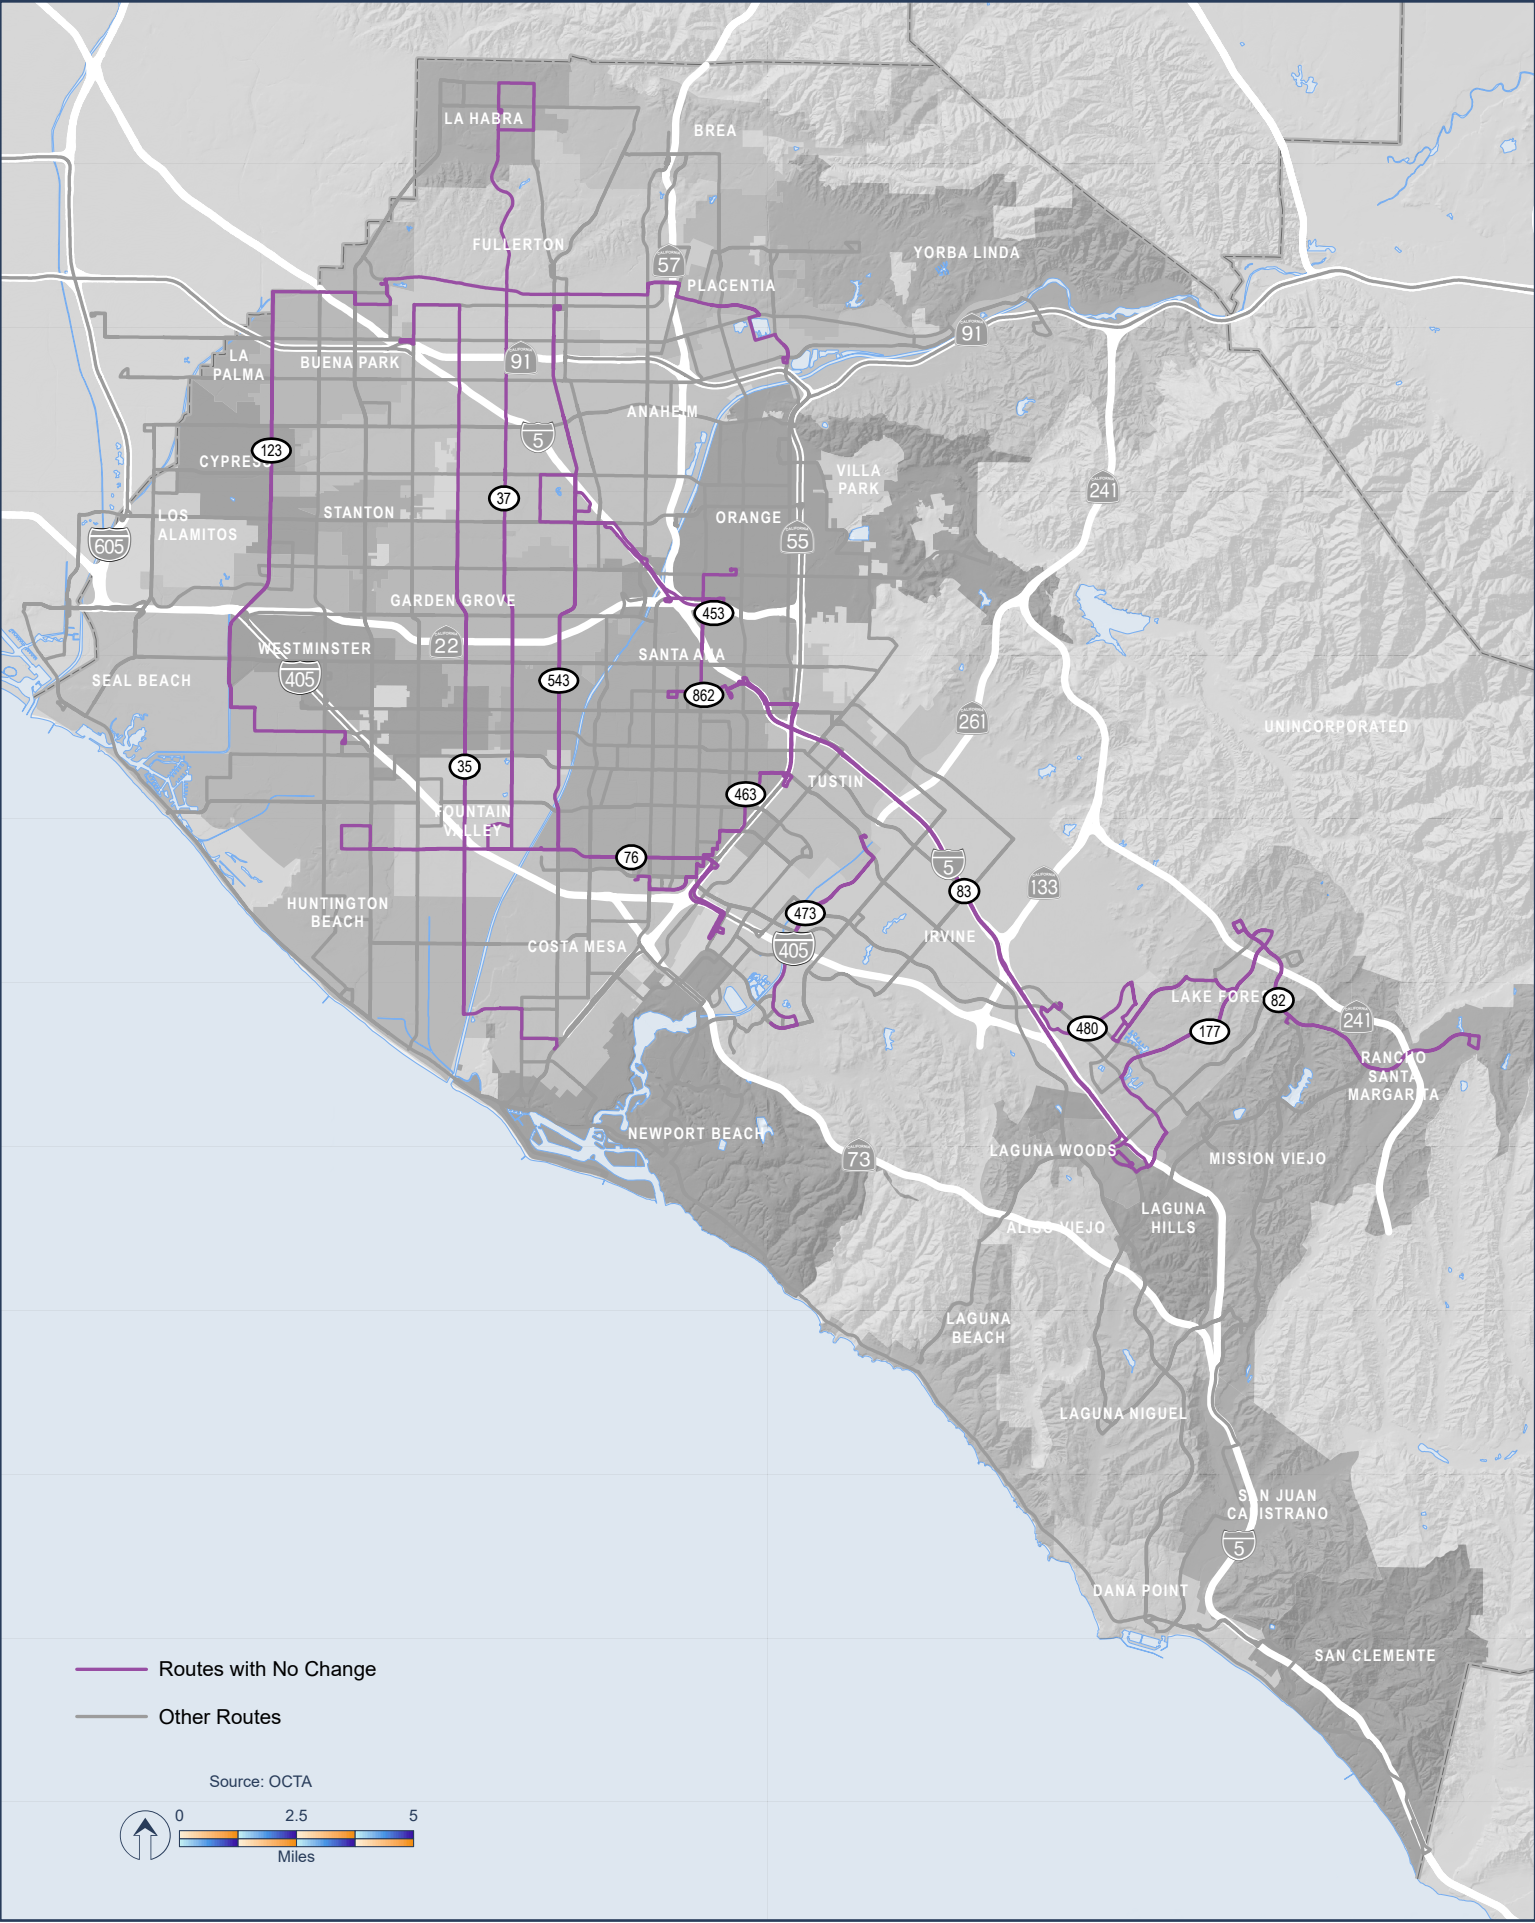 LA HABRA
BREA
FULLERTON
YORBA LINDA
57
PLACENTIA
91
LA
PALMA
BUENA PARK
91
ANAHEIM
5
123
CYPRESS
VILLA
PARK
241
37
STANTON
ORANGE
LOS
ALAMITOS
605
55
GARDEN GROVE
453
22
WESTMINSTER
SANTA ANA
405
SEAL BEACH
543
862
261
UNINCORPORATED
35
TUSTIN
463
FOUNTAIN
VALLEY
76
5
133
83
HUNTINGTON
BEACH
473
COSTA MESA
405
IRVINE
LAKE FORE
82
241
480
177
RANCHO
SANTA
MARGARITA
NEWPORT BEACH
73
LAGUNA WOODS
MISSION VIEJO
LAGUNA
HILLS
ALISO VIEJO
LAGUNA
BEACH
LAGUNA NIGUEL
SAN JUAN
CAPISTRANO
5
DANA POINT
SAN CLEMENTE
Routes with No Change
Other Routes
Source: OCTA
0 2.5 5
Miles